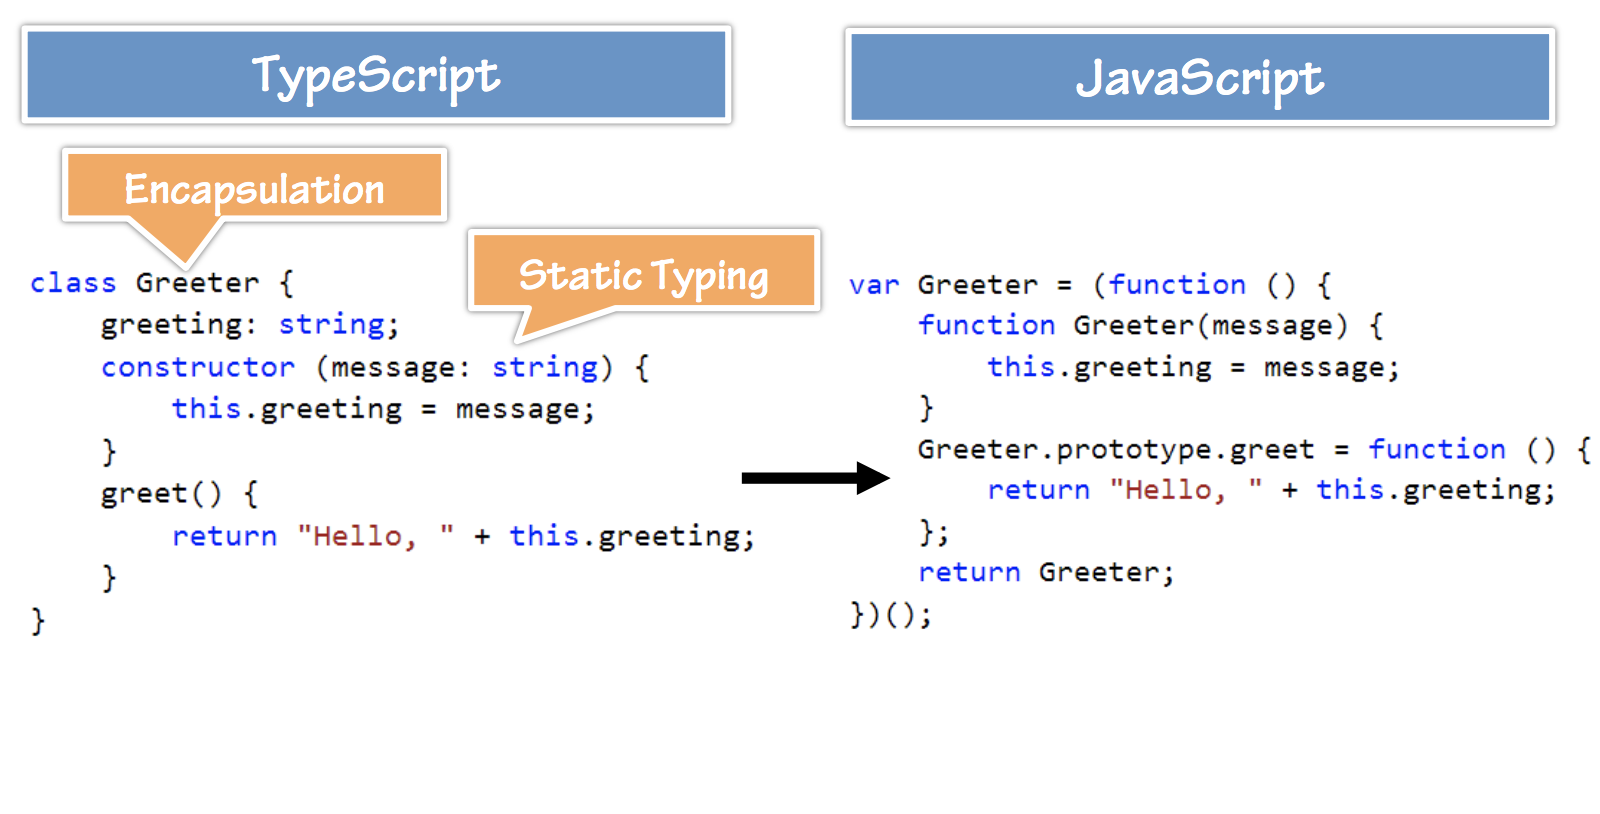 TypeScript
Encapsulation
Static Typing
class Greeter {
    greeting: string;
    constructor (message: string) {
        this.greeting = message;
    }
    greet() {
        return "Hello, " + this.greeting;
    }
}
JavaScript
var Greeter = (function () {
    function Greeter(message) {
        this.greeting = message;
    }
    Greeter.prototype.greet = function () {
        return "Hello, " + this.greeting;
    };
    return Greeter;
})();